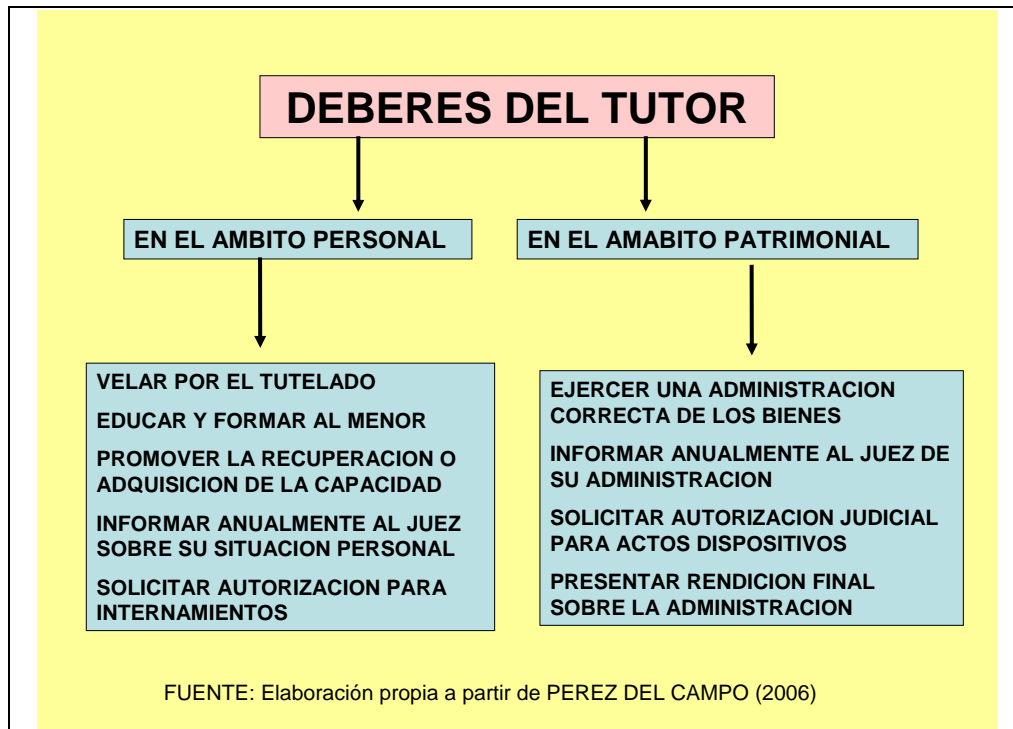 DEBERES DEL TUTOR
EN EL AMBITO PERSONAL
EN EL AMABITO PATRIMONIAL
VELAR POR EL TUTELADO
EDUCAR Y FORMAR AL MENOR
PROMOVER LA RECUPERACION O
ADQUISICION DE LA CAPACIDAD
INFORMAR ANUALMENTE AL JUEZ
SOBRE SU SITUACION PERSONAL
SOLICITAR AUTORIZACION PARA
INTERNAMIENTOS
EJERCER UNA ADMINISTRACION
CORRECTA DE LOS BIENES
INFORMAR ANUALMENTE AL JUEZ DE
SU ADMINISTRACION
SOLICITAR AUTORIZACION JUDICIAL
PARA ACTOS DISPOSITIVOS
PRESENTAR RENDICION FINAL
SOBRE LA ADMINISTRACION
FUENTE: Elaboración propia a partir de PEREZ DEL CAMPO (2006)